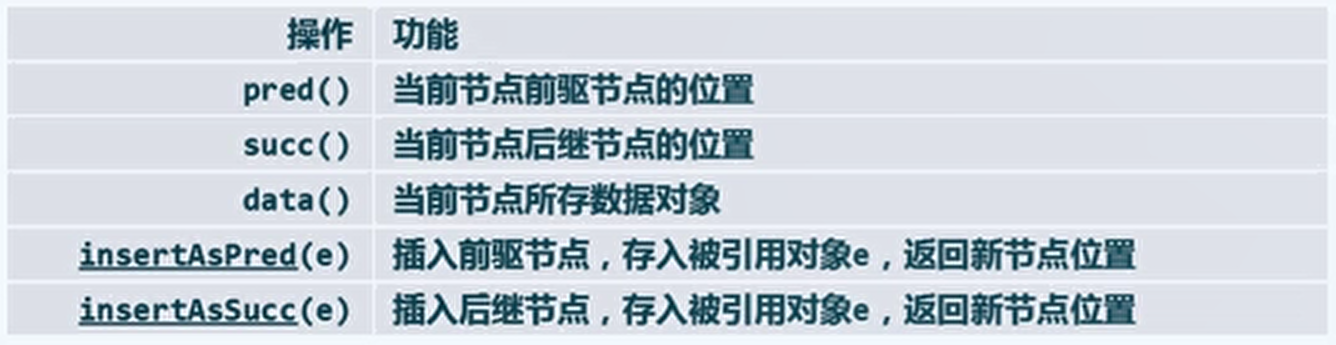 操作 功能
pred() 当前节点前驱节点的位置
succ() 当前节点后继节点的位置
data() 当前节点所存数据对象
insertAsPred(e) 插入前驱节点，存入被引用对象e，返回新节点位置
insertAsSucc(e) 插入后继节点，存入被引用对象e，返回新节点位置